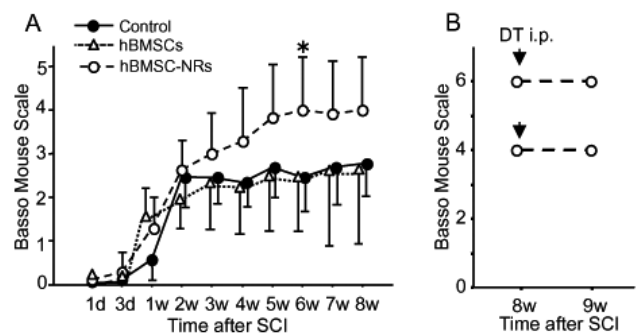 A
Control
hBMSCs
hBMSC-NRs
*
Basso Mouse Scale
5
4
3
2
1
0
1d 3d 1w 2w 3w 4w 5w 6w 7w 8w
Time after SCI
B
DT i.p.
Basso Mouse Scale
6
4
2
0
8w 9w
Time after SCI